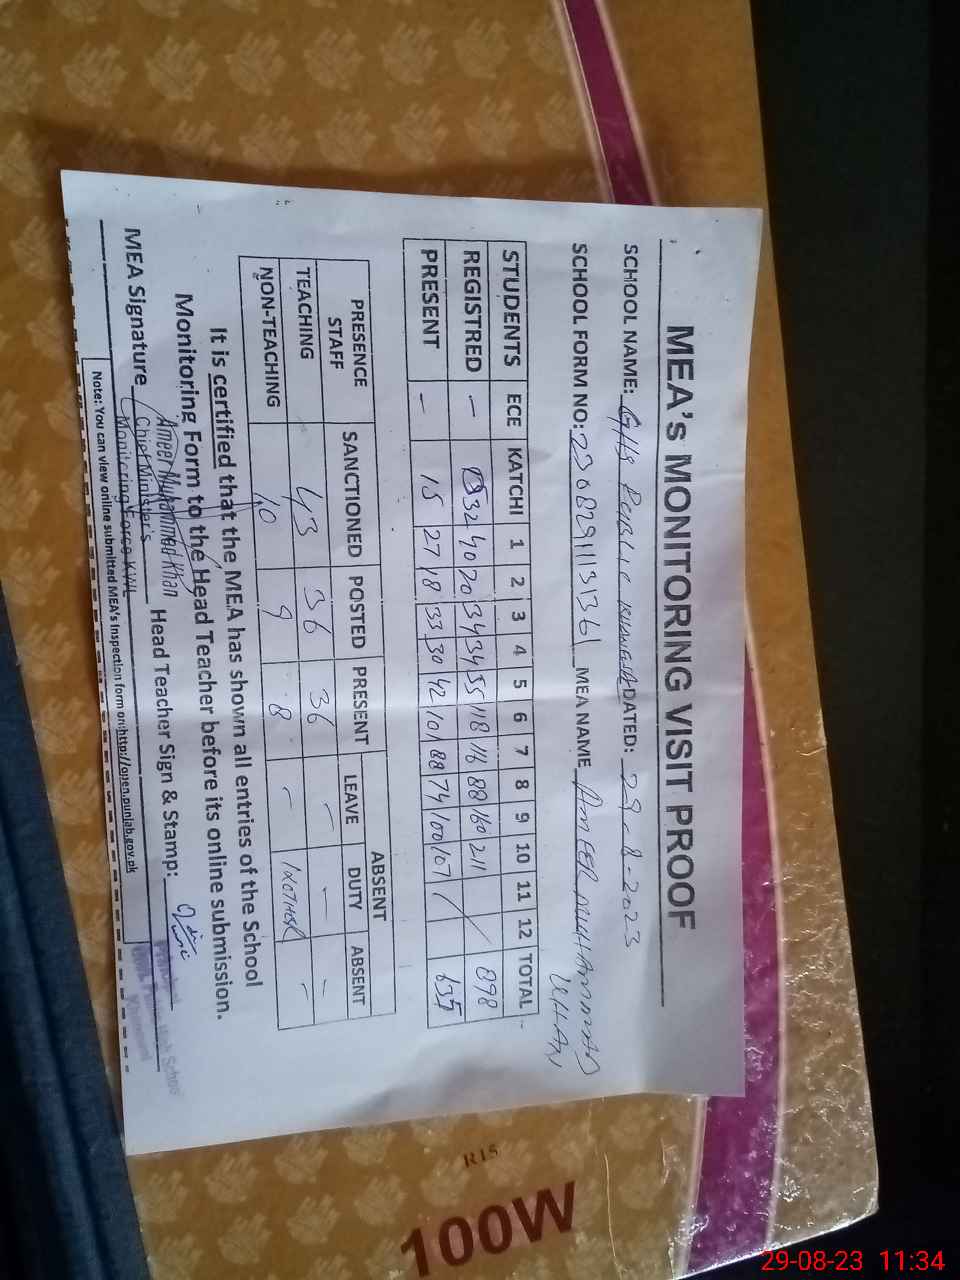 MEA's MONITORING VISIT PROOF
SCHOOL NAME: GHS Public DATED: 29-8-2023
SCHOOL FORM NO: MEA NAME AMEER MUHAMMAD KHAN
STUDENTS ECE KATCHI 1 2 3 4 5 6 7 8 9 10 11 12 TOTAL
REGISTRED - 32 40 20 34 34 55 118 116 88 160 211 898
PRESENT - 15 27 18 33 30 42 101 88 74 100 107 635
PRESENCE STAFF SANCTIONED POSTED PRESENT ABSENT
LEAVE DUTY ABSENT
TEACHING 43 36 36 - - -
NON-TEACHING 10 9 8 -
It is certified that the MEA has shown all entries of the School
Monitoring Form to the Head Teacher before its online submission.
MEA Signature Head Teacher Sign & Stamp:
Ameer Muhammad Khan
Chief Minister's
Monitoring Force KWL
Note: You can view online submitted MEA's Inspection form on:http://open.punjab.gov.pk
R15
100W
29-08-23 11:34